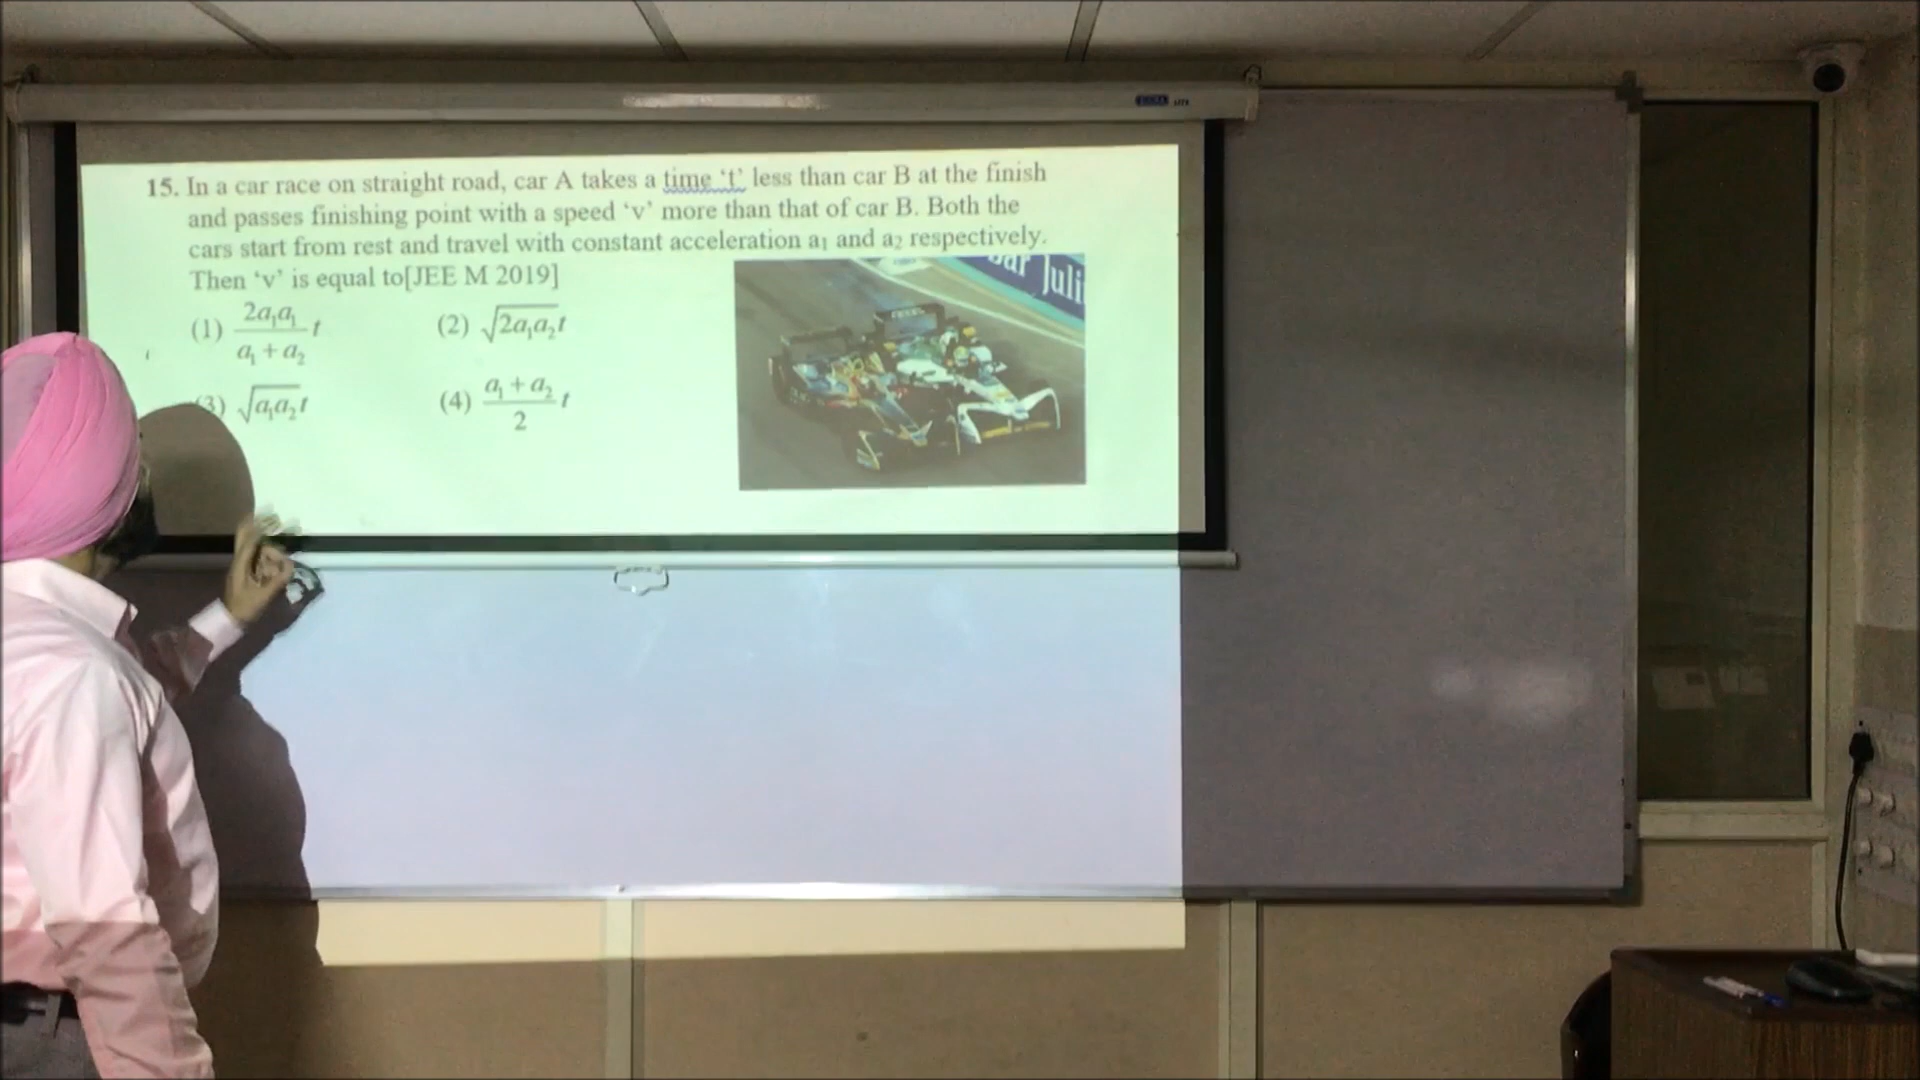 15. In a car race on straight road, car A takes a time ‘t’ less than car B at the finish
and passes finishing point with a speed ‘v’ more than that of car B. Both the
cars start from rest and travel with constant acceleration a₁ and a₂ respectively.
Then ‘v’ is equal to[JEE M 2019]
(1) 2a₁a₁ / (a₁ + a₂) t (2) √(2a₁a₂) t
(3) √(a₁a₂) t (4) (a₁ + a₂) / 2 t
Juli